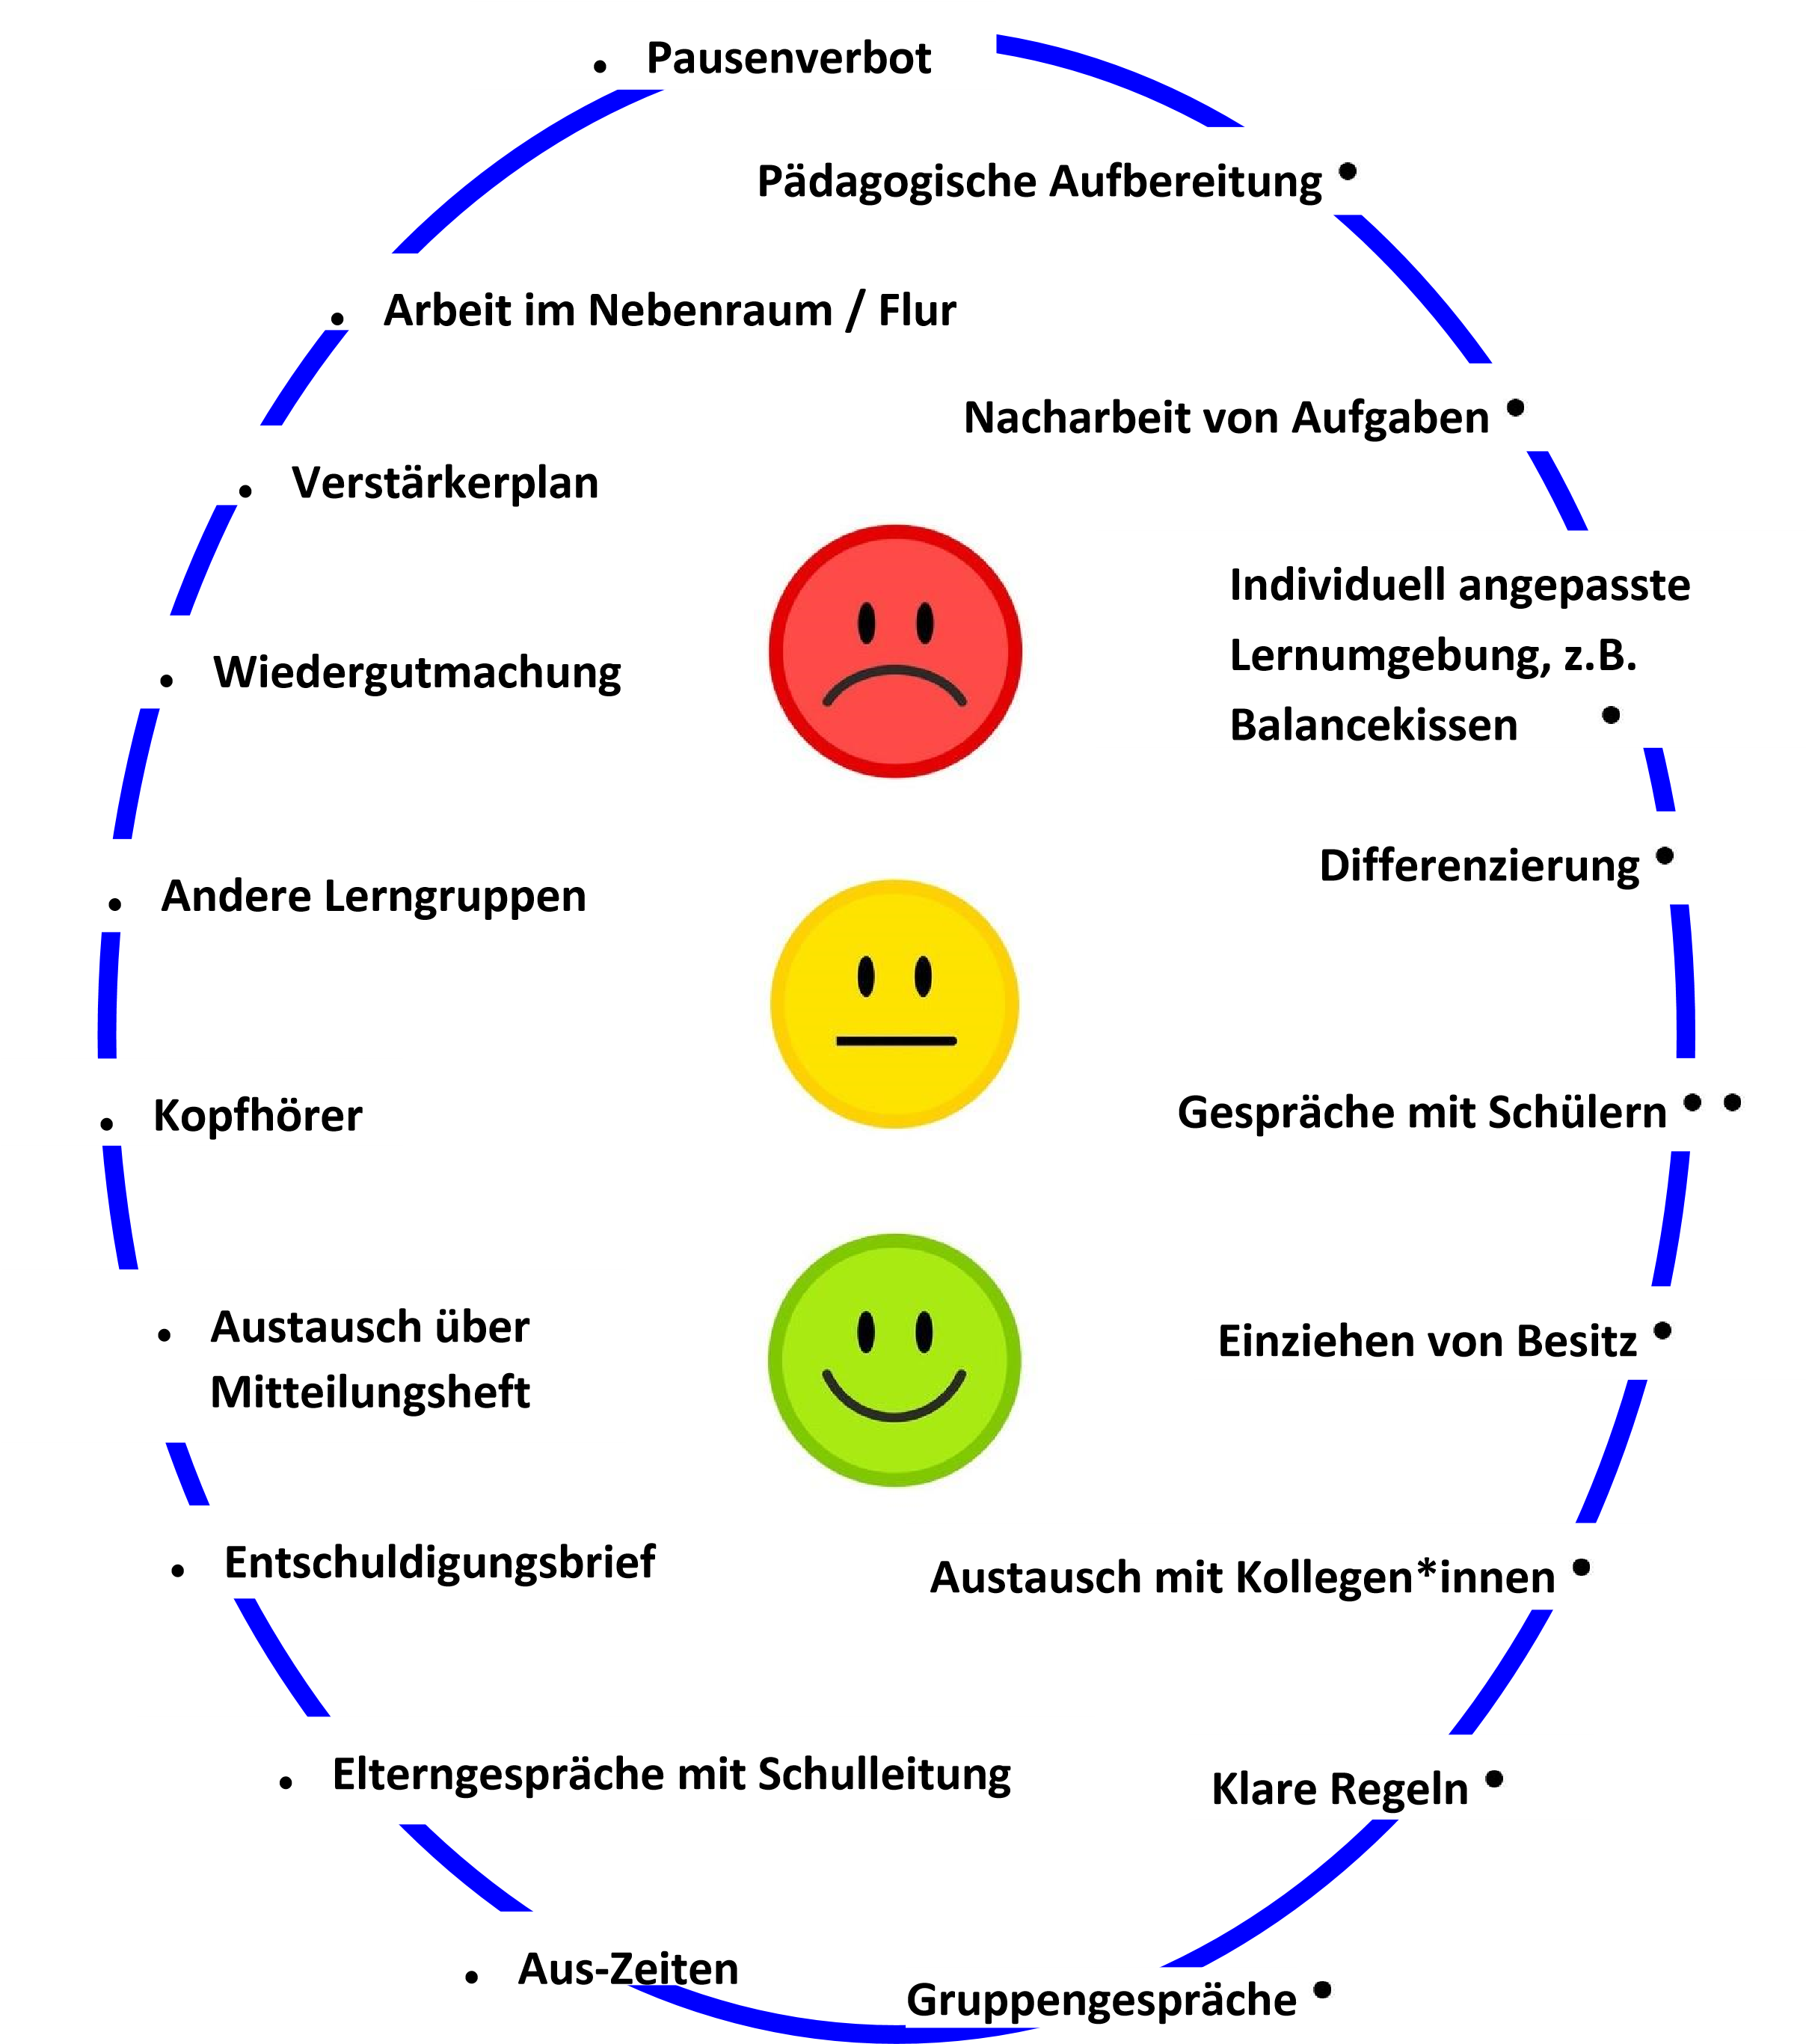 • Pausenverbot
Pädagogische Aufbereitung •
• Arbeit im Nebenraum / Flur
Nacharbeit von Aufgaben •
• Verstärkerplan
Individuell angepasste
Lernumgebung, z.B.
Balancekissen •
• Wiedergutmachung
Differenzierung •
• Andere Lerngruppen
Gespräche mit Schülern • •
• Kopfhörer
• Austausch über
Mitteilungsheft
Einziehen von Besitz •
• Entschuldigungsbrief
Austausch mit Kollegen*innen •
• Elterngespräche mit Schulleitung
Klare Regeln •
• Aus-Zeiten
Gruppengespräche •